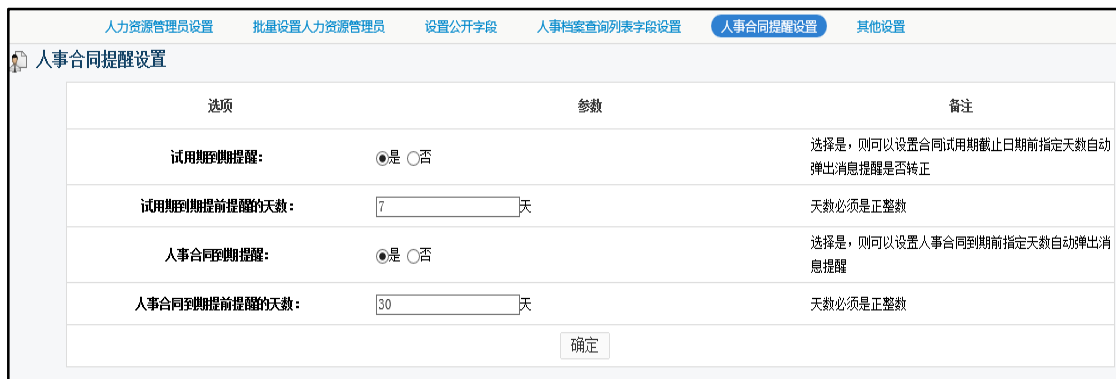 人力资源管理员设置 批量设置人力资源管理员 设置公开字段 人事档案查询列表字段设置 人事合同提醒设置 其他设置
人事合同提醒设置
选项 参数 备注
试用期到期提醒： 是 否 选择是，则可以设置合同试用期截止日期前指定天数自动
弹出消息提醒是否转正
试用期到期提前提醒的天数： 7 天 天数必须是正整数
人事合同到期提醒： 是 否 选择是，则可以设置人事合同到期前指定天数自动弹出消
息提醒
人事合同到期提前提醒的天数： 30 天 天数必须是正整数
确定